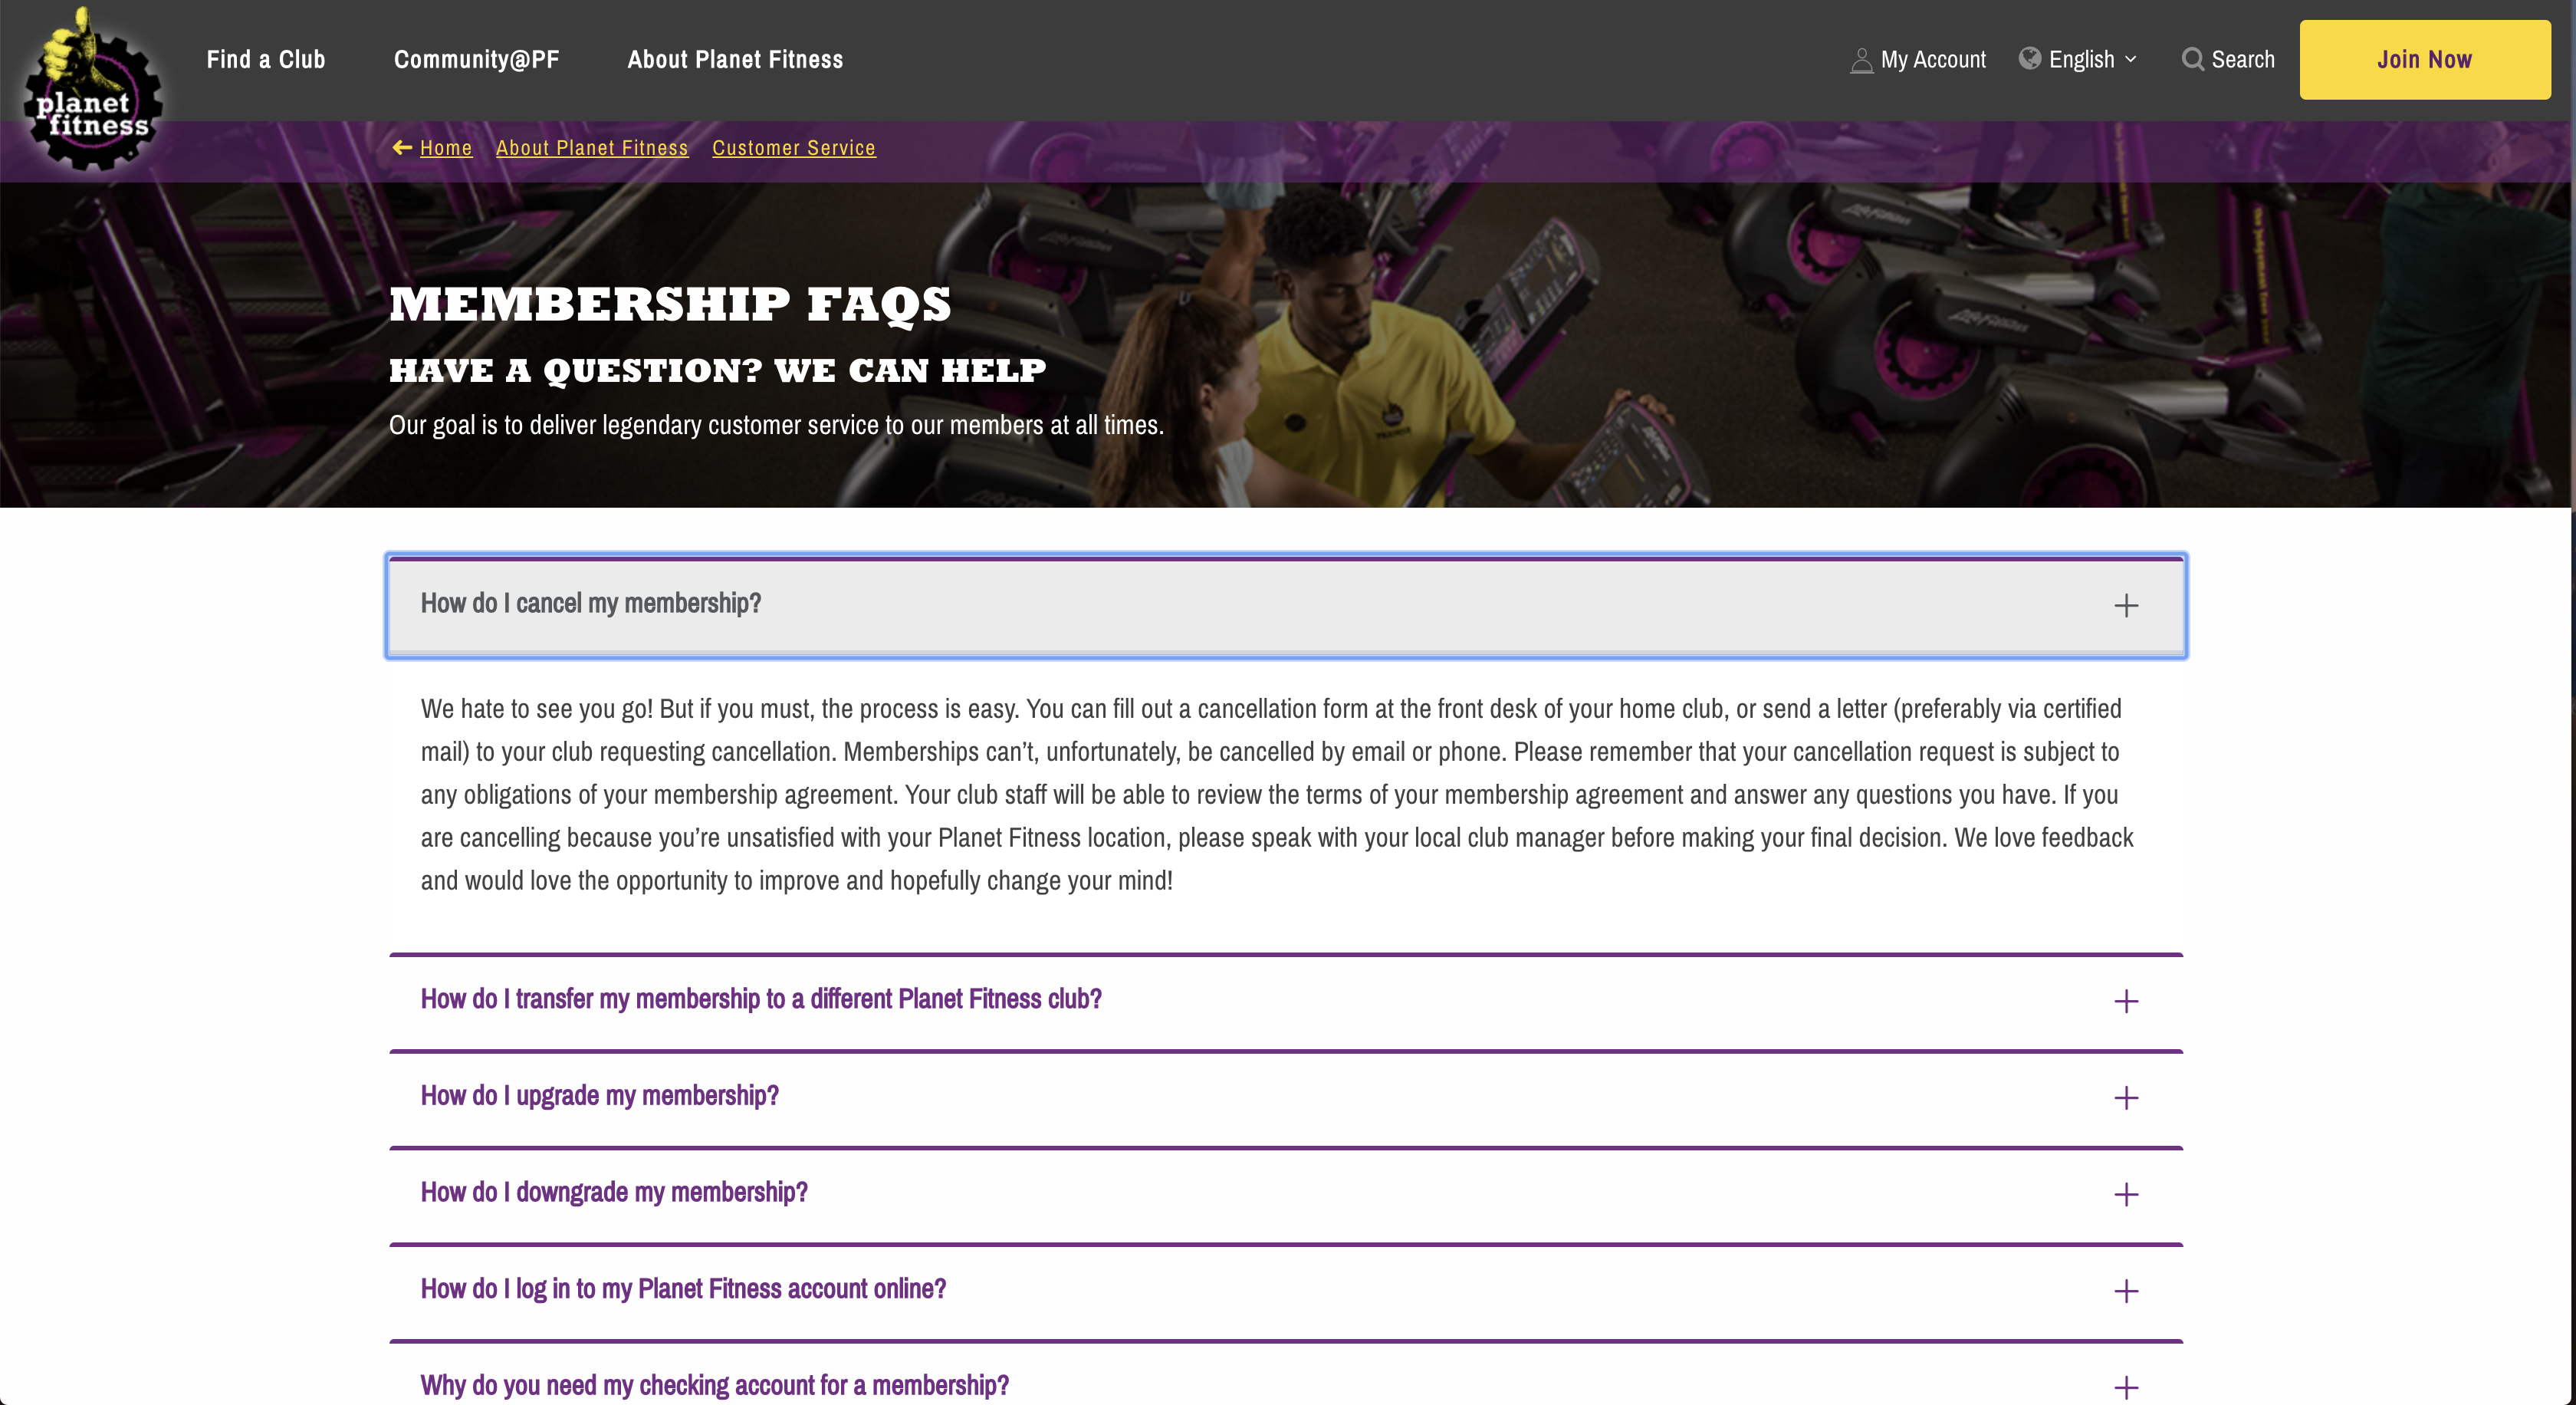 planet
fitness
Find a Club
Community@PF
About Planet Fitness
My Account
English
Search
Join Now
Home
About Planet Fitness
Customer Service
MEMBERSHIP FAQS
HAVE A QUESTION? WE CAN HELP
Our goal is to deliver legendary customer service to our members at all times.
How do I cancel my membership?
We hate to see you go! But if you must, the process is easy. You can fill out a cancellation form at the front desk of your home club, or send a letter (preferably via certified
mail) to your club requesting cancellation. Memberships can’t, unfortunately, be cancelled by email or phone. Please remember that your cancellation request is subject to
any obligations of your membership agreement. Your club staff will be able to review the terms of your membership agreement and answer any questions you have. If you
are cancelling because you’re unsatisfied with your Planet Fitness location, please speak with your local club manager before making your final decision. We love feedback
and would love the opportunity to improve and hopefully change your mind!
How do I transfer my membership to a different Planet Fitness club?
How do I upgrade my membership?
How do I downgrade my membership?
How do I log in to my Planet Fitness account online?
Why do you need my checking account for a membership?